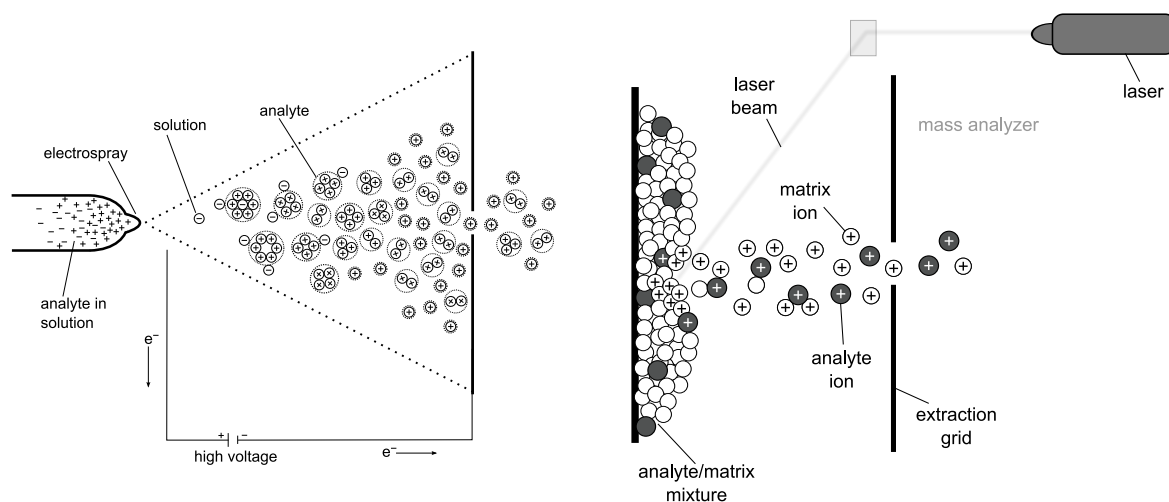 solution
analyte
electrospray
analyte in
solution
e⁻
+ −
high voltage
e⁻
laser
beam
laser
mass analyzer
matrix
ion
analyte
ion
extraction
grid
analyte/matrix
mixture